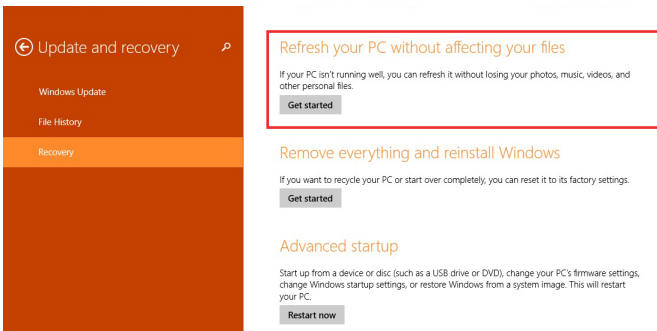 Update and recovery
Windows Update
File History
Recovery
Refresh your PC without affecting your files
If your PC isn't running well, you can refresh it without losing your photos, music, videos, and
other personal files.
Get started
Remove everything and reinstall Windows
If you want to recycle your PC or start over completely, you can reset it to its factory settings.
Get started
Advanced startup
Start up from a device or disc (such as a USB drive or DVD), change your PC's firmware settings,
change Windows startup settings, or restore Windows from a system image. This will restart
your PC.
Restart now